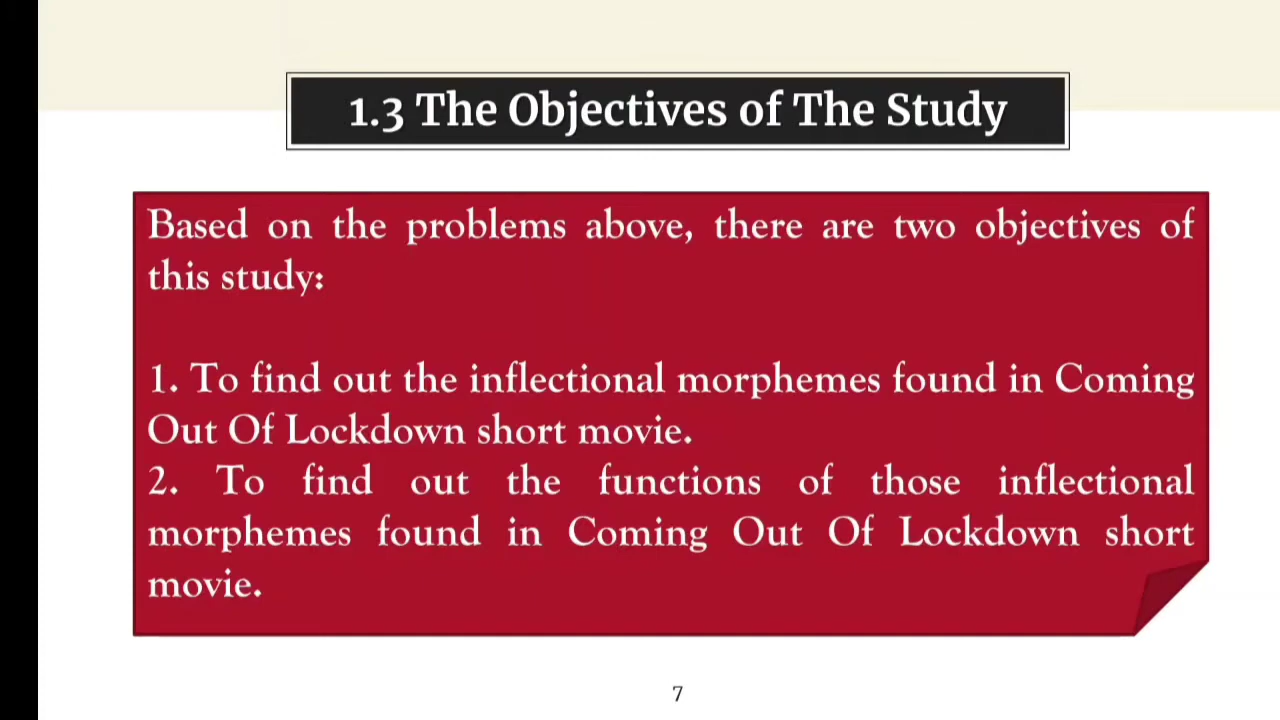 1.3 The Objectives of The Study
Based on the problems above, there are two objectives of
this study:
1. To find out the inflectional morphemes found in Coming
Out Of Lockdown short movie.
2. To find out the functions of those inflectional
morphemes found in Coming Out Of Lockdown short
movie.
7